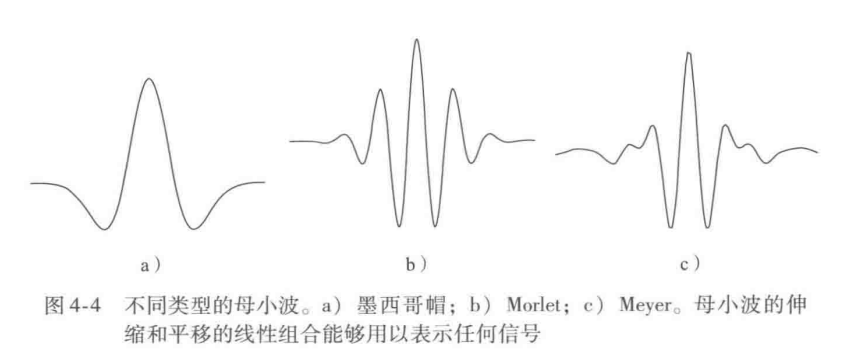 a）
b）
c）
图 4-4 不同类型的母小波。a）墨西哥帽；b）Morlet；c）Meyer。母小波的伸
缩和平移的线性组合能够用以表示任何信号